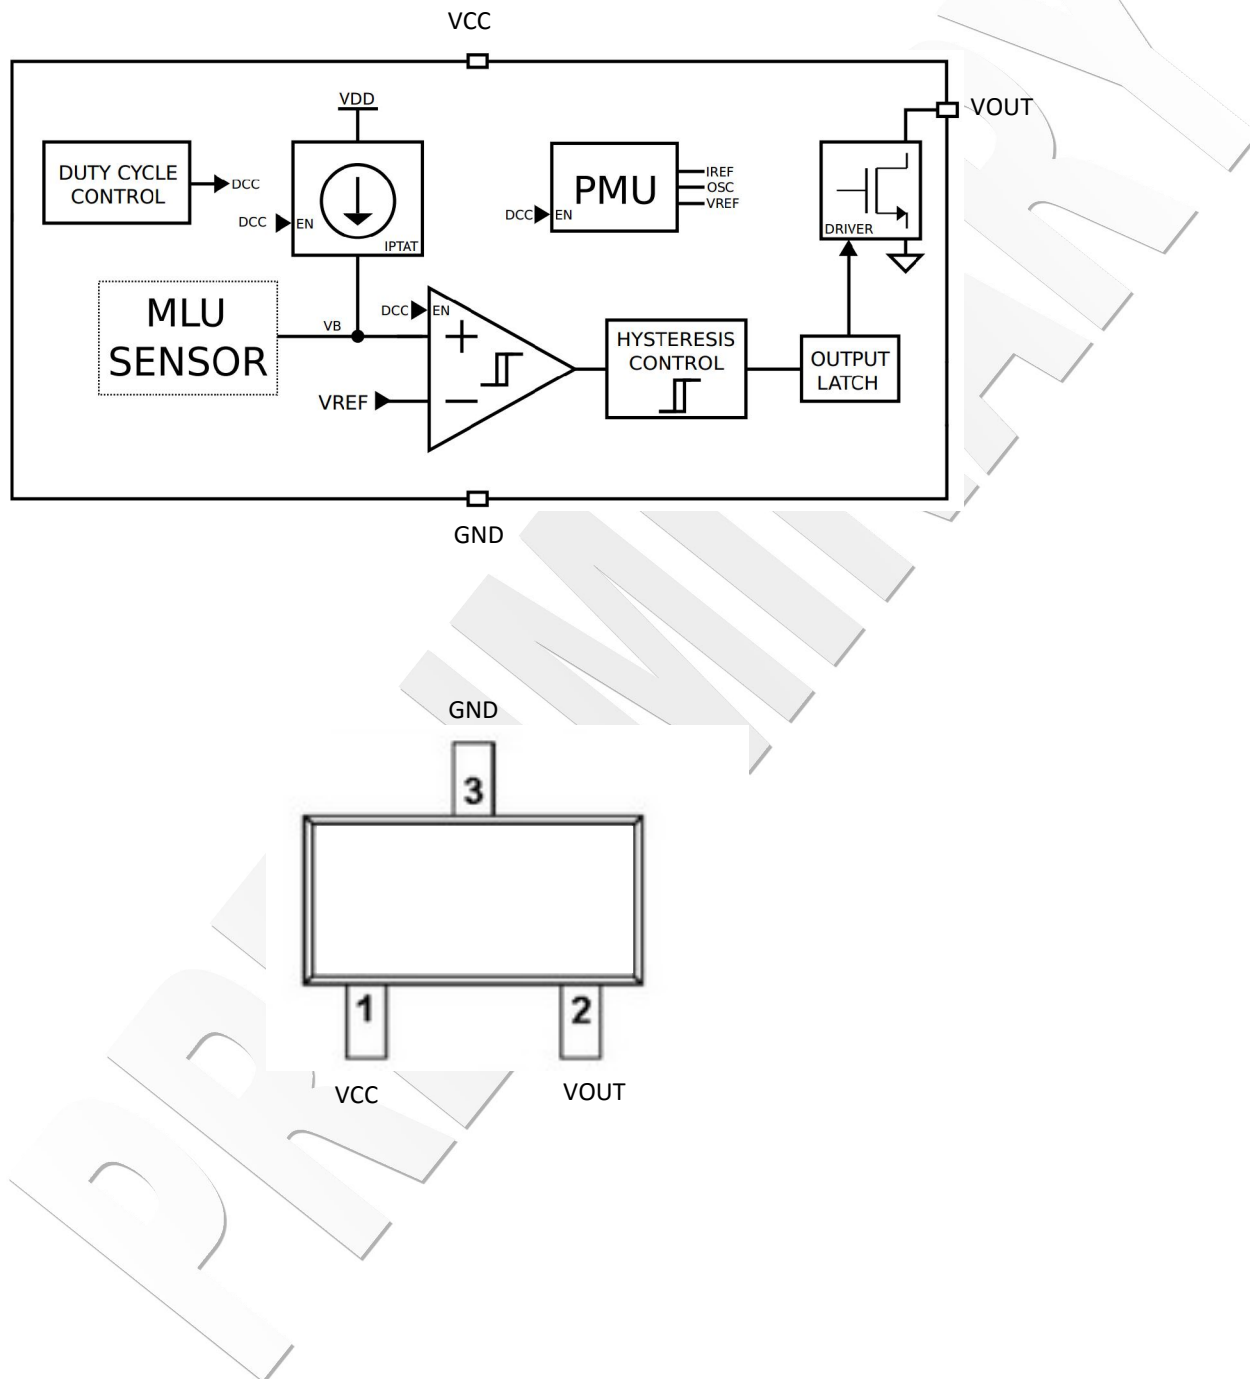 VCC
VDD
VOUT
DUTY CYCLE
CONTROL
DCC
DCC
EN
IPTAT
PMU
DCC
EN
IREF
OSC
VREF
DRIVER
MLU
SENSOR
VB
DCC
EN
+
−
VREF
HYSTERESIS
CONTROL
OUTPUT
LATCH
GND
GND
3
1
2
VCC
VOUT